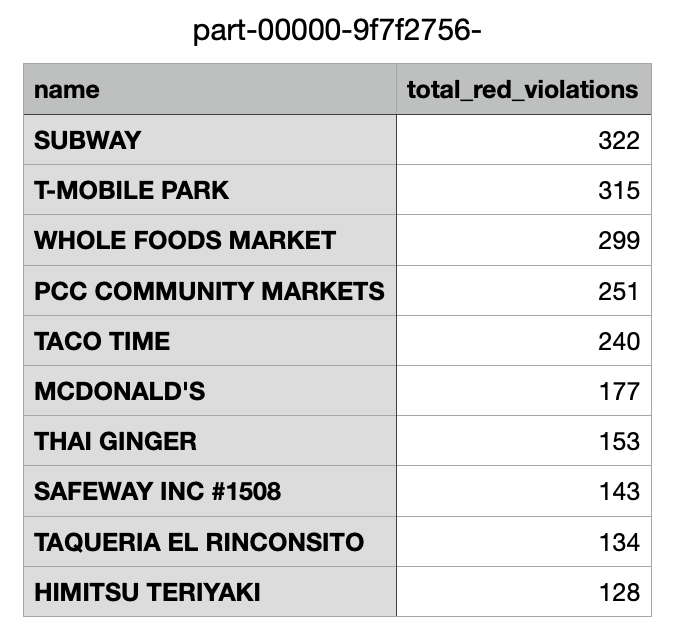 part-00000-9f7f2756-
name total_red_violations
SUBWAY 322
T-MOBILE PARK 315
WHOLE FOODS MARKET 299
PCC COMMUNITY MARKETS 251
TACO TIME 240
MCDONALD'S 177
THAI GINGER 153
SAFEWAY INC #1508 143
TAQUERIA EL RINCONSITO 134
HIMITSU TERIYAKI 128